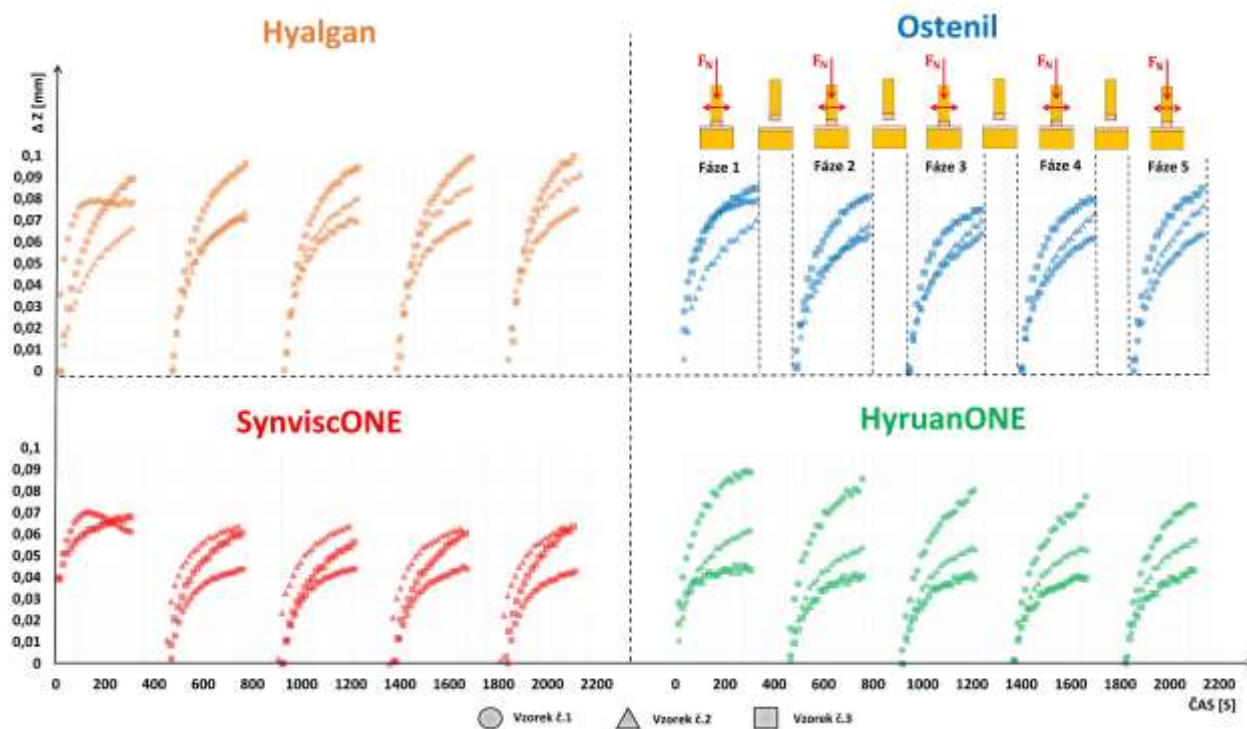 Hyalgan
Ostenil
Δ Z [mm]
F_N F_N F_N F_N F_N
Fáze 1 Fáze 2 Fáze 3 Fáze 4 Fáze 5
0,1
0,09
0,08
0,07
0,06
0,05
0,04
0,03
0,02
0,01
0
SynviscONE
HyruanONE
0,1
0,09
0,08
0,07
0,06
0,05
0,04
0,03
0,02
0,01
0
0 200 400 600 800 1000 1200 1400 1600 1800 2000 2200
0 200 400 600 800 1000 1200 1400 1600 1800 2000 2200
ČAS [S]
Vzorek č.1 Vzorek č.2 Vzorek č.3